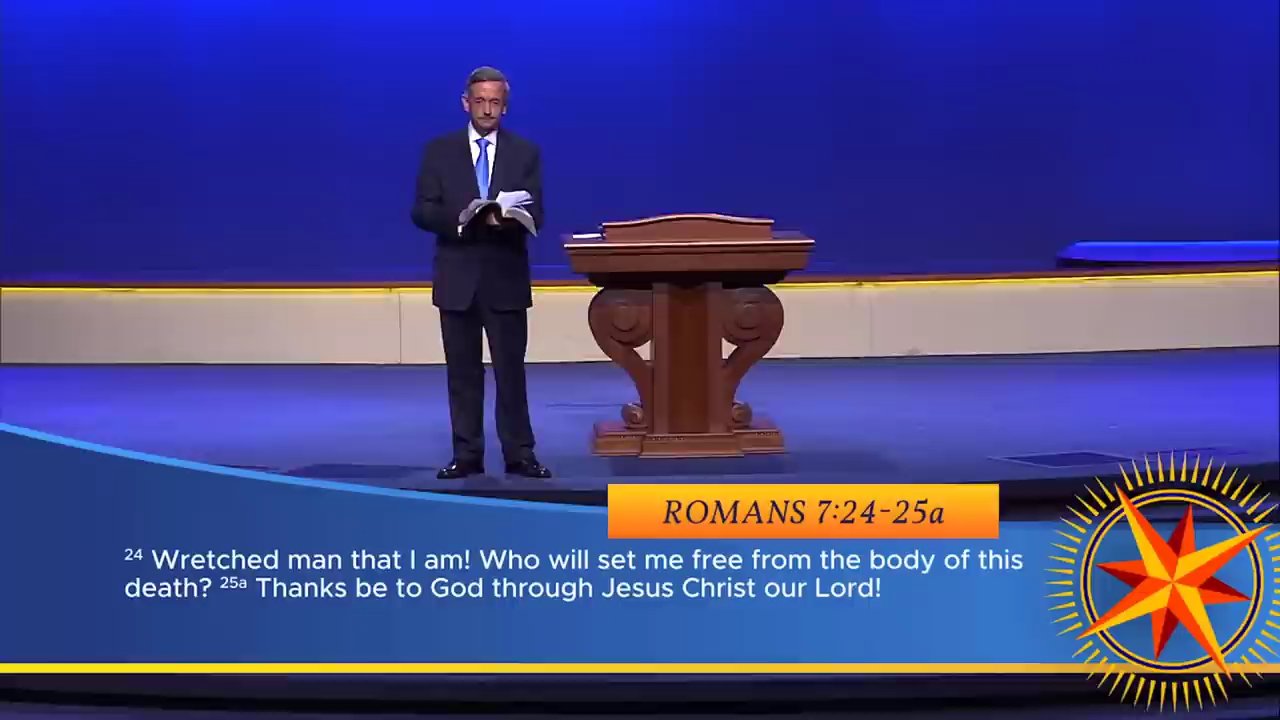 ROMANS 7:24-25a
²⁴ Wretched man that I am! Who will set me free from the body of this
death? ²⁵ᵃ Thanks be to God through Jesus Christ our Lord!